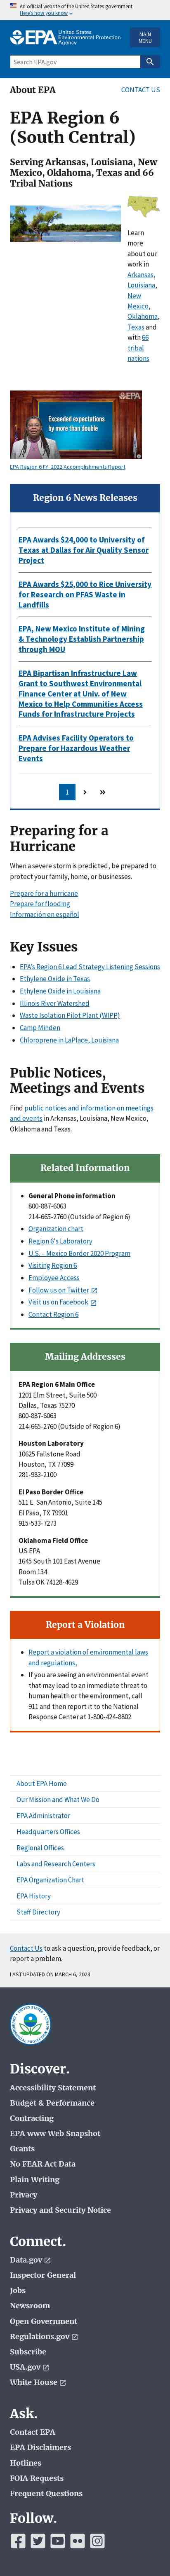 An official website of the United States government
Here's how you know
EPA United States Environmental Protection Agency
MAIN MENU
Search EPA.gov
About EPA
CONTACT US
EPA Region 6
(South Central)
Serving Arkansas, Louisiana, New
Mexico, Oklahoma, Texas and 66
Tribal Nations
Learn
more
about our
work in
Arkansas,
Louisiana,
New
Mexico,
Oklahoma,
Texas and
with 66
tribal
nations
EPA
Exceeded expectations
by more than double
EPA Region 6 FY 2022 Accomplishments Report
Region 6 News Releases
EPA Awards $24,000 to University of
Texas at Dallas for Air Quality Sensor
Project
EPA Awards $25,000 to Rice University
for Research on PFAS Waste in
Landfills
EPA, New Mexico Institute of Mining
& Technology Establish Partnership
through MOU
EPA Bipartisan Infrastructure Law
Grant to Southwest Environmental
Finance Center at Univ. of New
Mexico to Help Communities Access
Funds for Infrastructure Projects
EPA Advises Facility Operators to
Prepare for Hazardous Weather
Events
1 › »
Preparing for a
Hurricane
When a severe storm is predicted, be prepared to
protect your family, home, or businesses.
Prepare for a hurricane
Prepare for flooding
Información en español
Key Issues
EPA's Region 6 Lead Strategy Listening Sessions
Ethylene Oxide in Texas
Ethylene Oxide in Louisiana
Illinois River Watershed
Waste Isolation Pilot Plant (WIPP)
Camp Minden
Chloroprene in LaPlace, Louisiana
Public Notices,
Meetings and Events
Find public notices and information on meetings
and events in Arkansas, Louisiana, New Mexico,
Oklahoma and Texas.
Related Information
General Phone information
800-887-6063
214-665-2760 (Outside of Region 6)
Organization chart
Region 6's Laboratory
U.S. – Mexico Border 2020 Program
Visiting Region 6
Employee Access
Follow us on Twitter
Visit us on Facebook
Contact Region 6
Mailing Addresses
EPA Region 6 Main Office
1201 Elm Street, Suite 500
Dallas, Texas 75270
800-887-6063
214-665-2760 (Outside of Region 6)
Houston Laboratory
10625 Fallstone Road
Houston, TX 77099
281-983-2100
El Paso Border Office
511 E. San Antonio, Suite 145
El Paso, TX 79901
915-533-7273
Oklahoma Field Office
US EPA
1645 South 101 East Avenue
Room 134
Tulsa OK 74128-4629
Report a Violation
Report a violation of environmental laws
and regulations,
If you are seeing a environmental event
that may lead to an immediate threat to
human health or the environment, call
911 and then report it to the National
Response Center at 1-800-424-8802.
About EPA Home
Our Mission and What We Do
EPA Administrator
Headquarters Offices
Regional Offices
Labs and Research Centers
EPA Organization Chart
EPA History
Staff Directory
Contact Us to ask a question, provide feedback, or
report a problem.
LAST UPDATED ON MARCH 6, 2023
Discover.
Accessibility Statement
Budget & Performance
Contracting
EPA www Web Snapshot
Grants
No FEAR Act Data
Plain Writing
Privacy
Privacy and Security Notice
Connect.
Data.gov
Inspector General
Jobs
Newsroom
Open Government
Regulations.gov
Subscribe
USA.gov
White House
Ask.
Contact EPA
EPA Disclaimers
Hotlines
FOIA Requests
Frequent Questions
Follow.